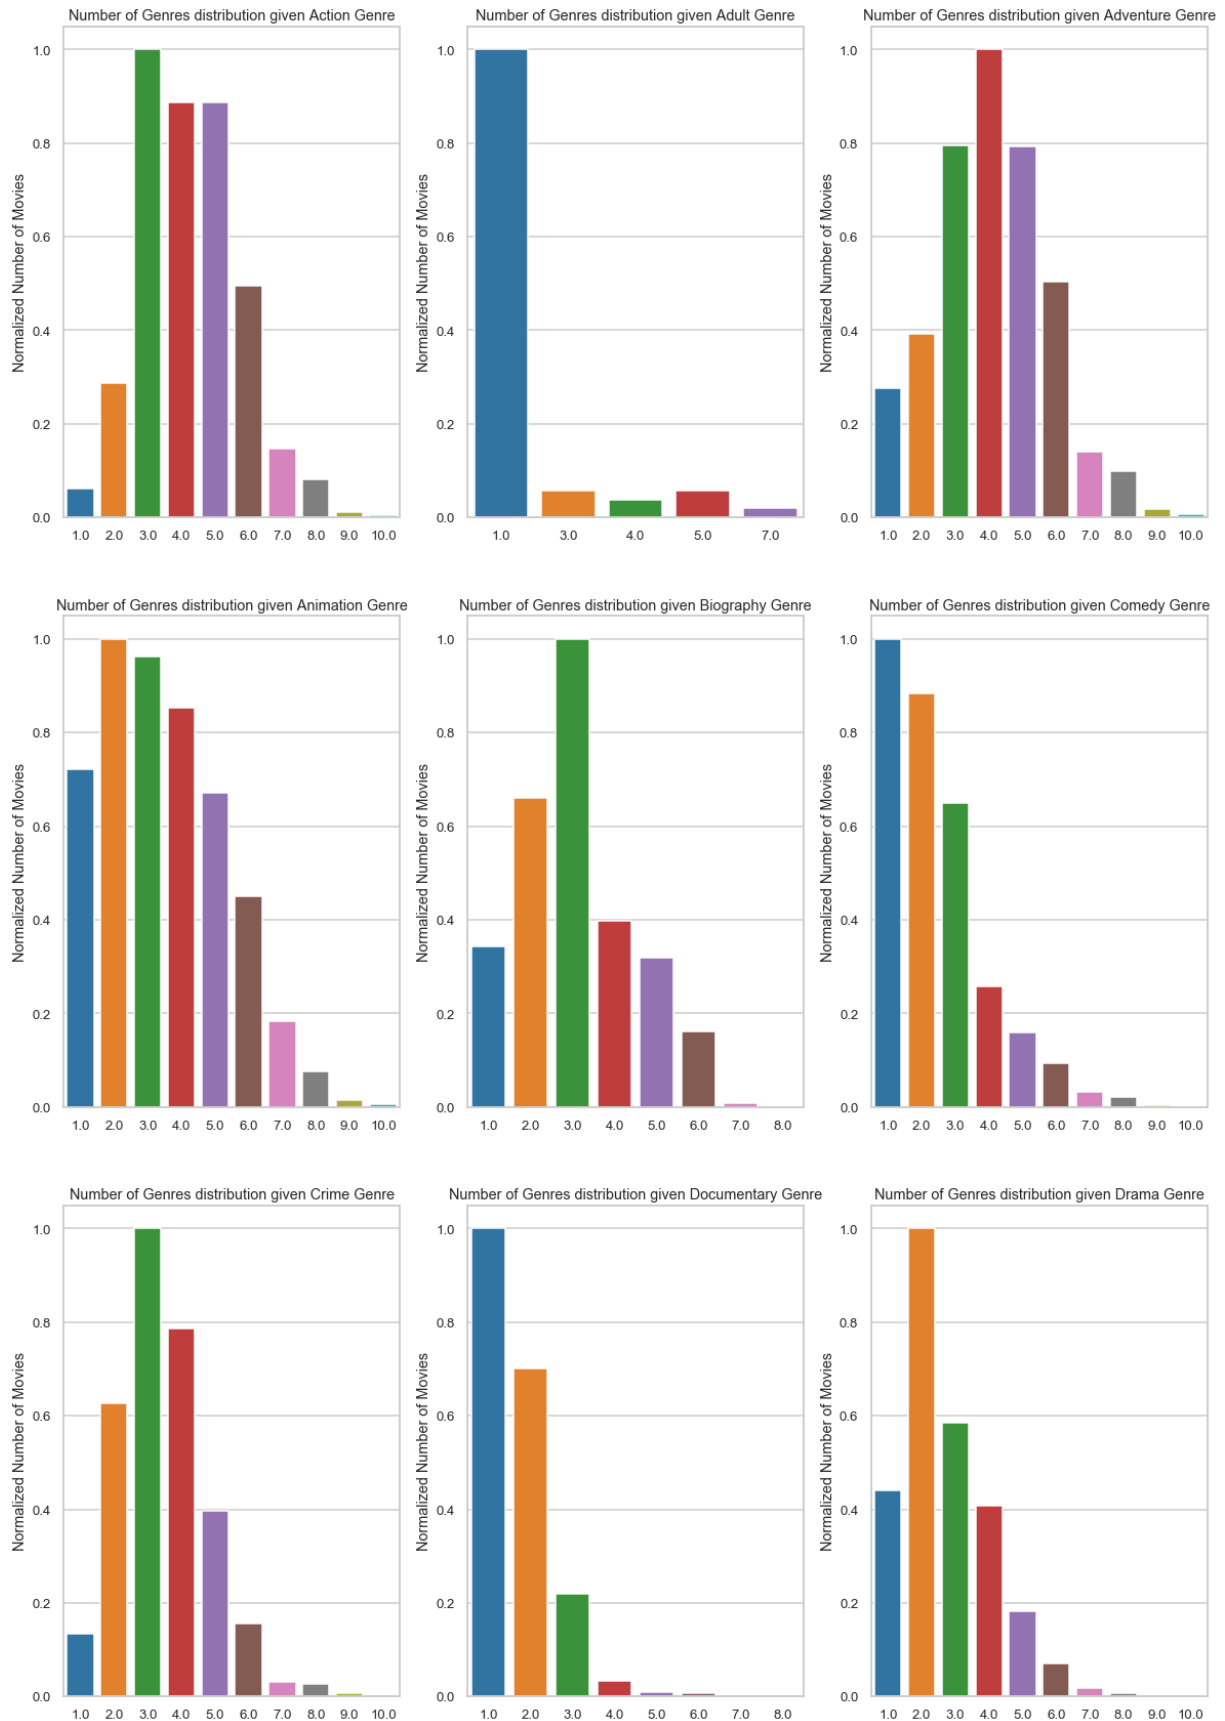 Number of Genres distribution given Action Genre
Normalized Number of Movies
1.0
0.8
0.6
0.4
0.2
0.0
1.0 2.0 3.0 4.0 5.0 6.0 7.0 8.0 9.0 10.0
Number of Genres distribution given Adult Genre
Normalized Number of Movies
1.0
0.8
0.6
0.4
0.2
0.0
1.0 3.0 4.0 5.0 7.0
Number of Genres distribution given Adventure Genre
Normalized Number of Movies
1.0
0.8
0.6
0.4
0.2
0.0
1.0 2.0 3.0 4.0 5.0 6.0 7.0 8.0 9.0 10.0
Number of Genres distribution given Animation Genre
Normalized Number of Movies
1.0
0.8
0.6
0.4
0.2
0.0
1.0 2.0 3.0 4.0 5.0 6.0 7.0 8.0 9.0 10.0
Number of Genres distribution given Biography Genre
Normalized Number of Movies
1.0
0.8
0.6
0.4
0.2
0.0
1.0 2.0 3.0 4.0 5.0 6.0 7.0 8.0
Number of Genres distribution given Comedy Genre
Normalized Number of Movies
1.0
0.8
0.6
0.4
0.2
0.0
1.0 2.0 3.0 4.0 5.0 6.0 7.0 8.0 9.0 10.0
Number of Genres distribution given Crime Genre
Normalized Number of Movies
1.0
0.8
0.6
0.4
0.2
0.0
1.0 2.0 3.0 4.0 5.0 6.0 7.0 8.0 9.0 10.0
Number of Genres distribution given Documentary Genre
Normalized Number of Movies
1.0
0.8
0.6
0.4
0.2
0.0
1.0 2.0 3.0 4.0 5.0 6.0 7.0 8.0
Number of Genres distribution given Drama Genre
Normalized Number of Movies
1.0
0.8
0.6
0.4
0.2
0.0
1.0 2.0 3.0 4.0 5.0 6.0 7.0 8.0 9.0 10.0